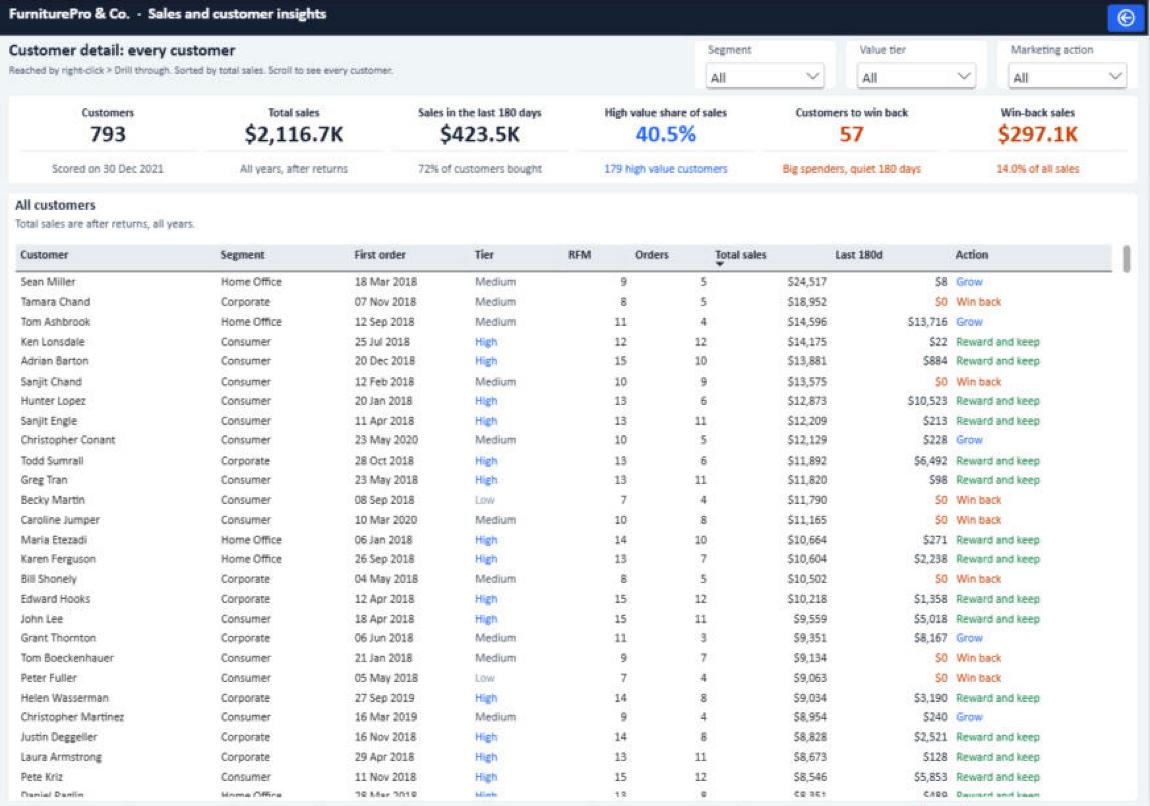 FurniturePro & Co. · Sales and customer insights
Customer detail: every customer
Reached by right-click > Drill through. Sorted by total sales. Scroll to see every customer.
Segment Value tier Marketing action
All All All
Customers Total sales Sales in the last 180 days High value share of sales Customers to win back Win-back sales
793 $2,116.7K $423.5K 40.5% 57 $297.1K
Scored on 30 Dec 2021 All years, after returns 72% of customers bought 179 high value customers Big spenders, quiet 180 days 14.0% of all sales
All customers
Total sales are after returns, all years.
Customer Segment First order Tier RFM Orders Total sales Last 180d Action
Sean Miller Home Office 18 Mar 2018 Medium 9 5 $24,517 $8 Grow
Tamara Chand Corporate 07 Nov 2018 Medium 8 5 $18,952 $0 Win back
Tom Ashbrook Home Office 12 Sep 2018 Medium 11 4 $14,596 $13,716 Grow
Ken Lonsdale Consumer 25 Jul 2018 High 12 12 $14,175 $22 Reward and keep
Adrian Barton Consumer 20 Dec 2018 High 15 10 $13,881 $884 Reward and keep
Sanjit Chand Consumer 12 Feb 2018 Medium 10 9 $13,575 $0 Win back
Hunter Lopez Consumer 20 Jan 2018 High 13 6 $12,873 $10,523 Reward and keep
Sanjit Engle Consumer 11 Apr 2018 High 13 11 $12,209 $213 Reward and keep
Christopher Conant Consumer 23 May 2020 Medium 10 5 $12,129 $228 Grow
Todd Sumrall Corporate 28 Oct 2018 High 13 6 $11,892 $6,492 Reward and keep
Greg Tran Consumer 23 May 2018 High 13 11 $11,820 $98 Reward and keep
Becky Martin Consumer 08 Sep 2018 Low 7 4 $11,790 $0 Win back
Caroline Jumper Consumer 10 Mar 2020 Medium 10 8 $11,165 $0 Win back
Maria Etezadi Home Office 06 Jan 2018 High 14 10 $10,664 $271 Reward and keep
Karen Ferguson Home Office 26 Sep 2018 High 13 7 $10,604 $2,238 Reward and keep
Bill Shonely Corporate 04 May 2018 Medium 8 5 $10,502 $0 Win back
Edward Hooks Corporate 12 Apr 2018 High 15 12 $10,218 $1,358 Reward and keep
John Lee Consumer 18 Apr 2018 High 15 11 $9,559 $5,018 Reward and keep
Grant Thornton Corporate 06 Jun 2018 Medium 11 3 $9,351 $8,167 Grow
Tom Boeckenhauer Consumer 21 Jan 2018 Medium 9 7 $9,134 $0 Win back
Peter Fuller Consumer 05 May 2018 Low 7 4 $9,063 $0 Win back
Helen Wasserman Corporate 27 Sep 2019 High 14 8 $9,034 $3,190 Reward and keep
Christopher Martinez Consumer 16 Mar 2019 Medium 9 4 $8,954 $240 Grow
Justin Deggeller Corporate 16 Nov 2018 High 14 8 $8,828 $2,521 Reward and keep
Laura Armstrong Corporate 29 Apr 2018 High 13 11 $8,673 $128 Reward and keep
Pete Kriz Consumer 11 Nov 2018 High 15 12 $8,546 $5,853 Reward and keep
Daniel Raglin Home Office 28 Mar 2018 High 13 $8,351 $489 Reward and keep